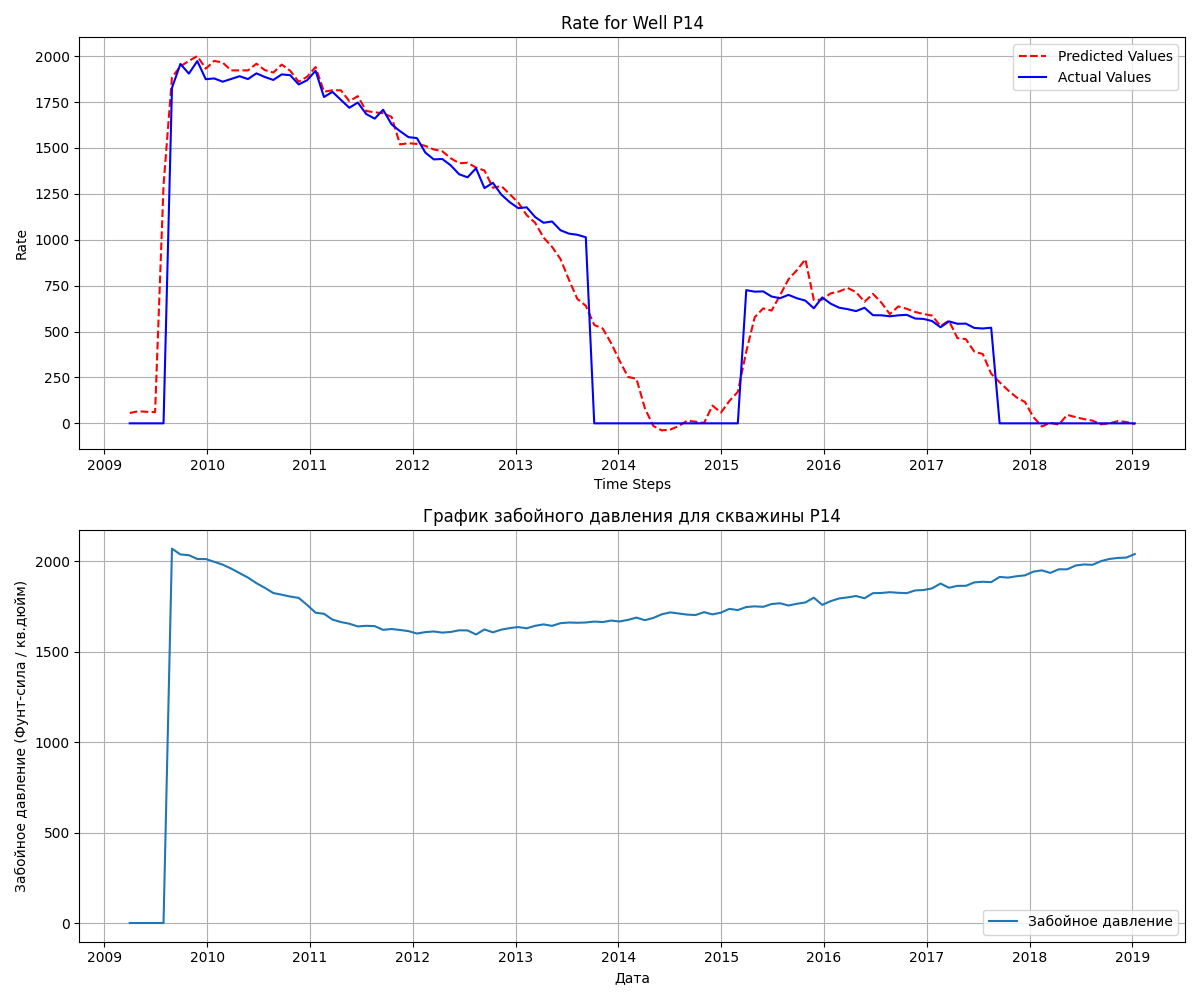 Rate for Well P14
2000
1750
1500
1250
1000
750
500
250
0
Rate
Predicted Values
Actual Values
2009 2010 2011 2012 2013 2014 2015 2016 2017 2018 2019
Time Steps
График забойного давления для скважины P14
2000
1500
1000
500
0
Забойное давление (Фунт-сила / кв.дюйм)
Забойное давление
2009 2010 2011 2012 2013 2014 2015 2016 2017 2018 2019
Дата